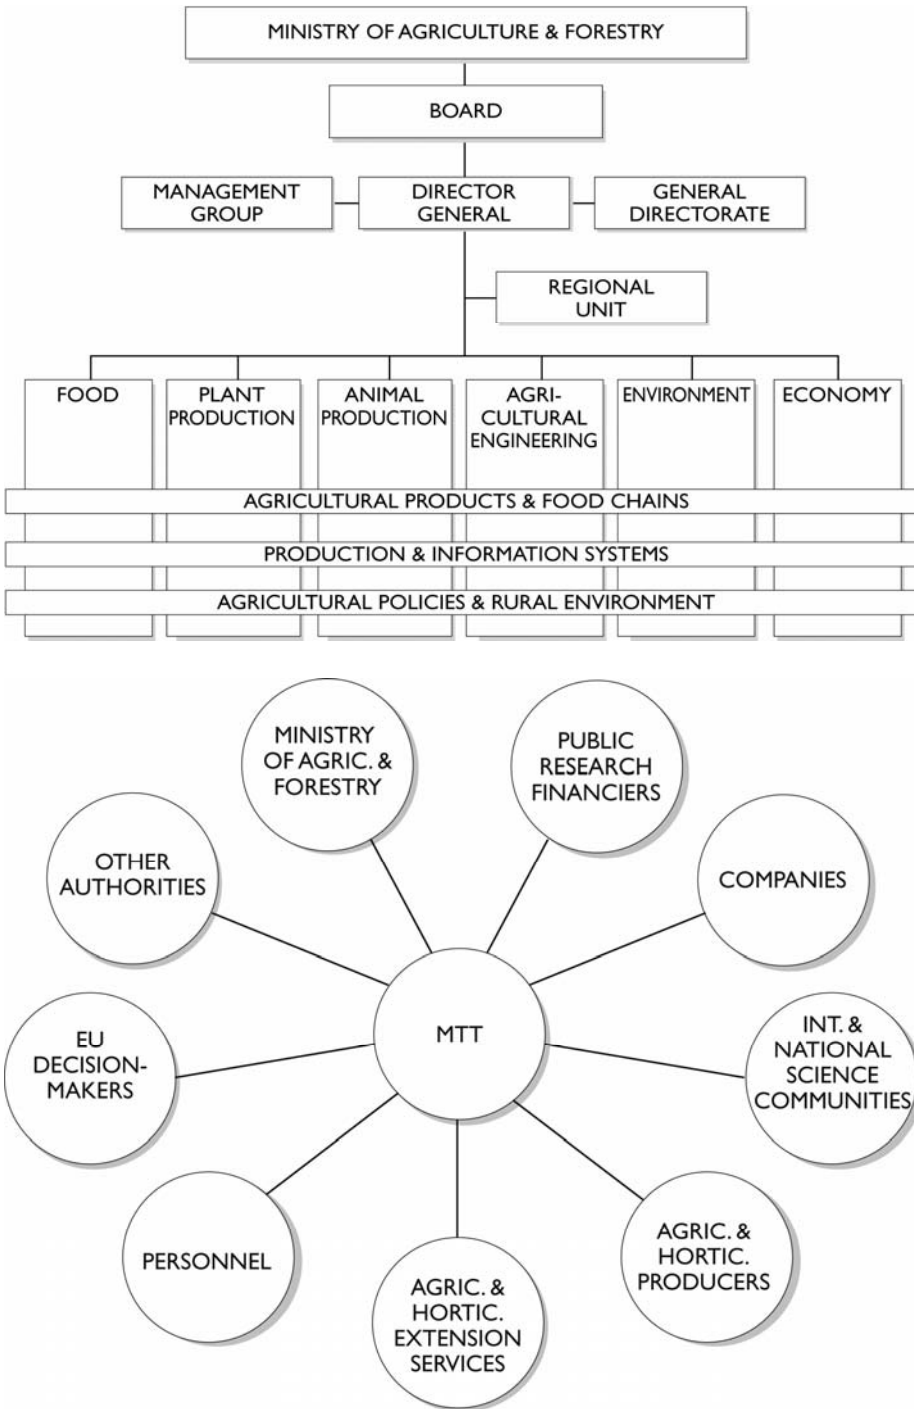 MINISTRY OF AGRICULTURE & FORESTRY
BOARD
MANAGEMENT
GROUP
DIRECTOR
GENERAL
GENERAL
DIRECTORATE
REGIONAL
UNIT
FOOD
PLANT
PRODUCTION
ANIMAL
PRODUCTION
AGRI-
CULTURAL
ENGINEERING
ENVIRONMENT
ECONOMY
AGRICULTURAL PRODUCTS & FOOD CHAINS
PRODUCTION & INFORMATION SYSTEMS
AGRICULTURAL POLICIES & RURAL ENVIRONMENT
MINISTRY
OF AGRIC. &
FORESTRY
PUBLIC
RESEARCH
FINANCIERS
OTHER
AUTHORITIES
COMPANIES
MTT
EU
DECISION-
MAKERS
INT. &
NATIONAL
SCIENCE
COMMUNITIES
PERSONNEL
AGRIC. &
HORTIC.
EXTENSION
SERVICES
AGRIC. &
HORTIC.
PRODUCERS